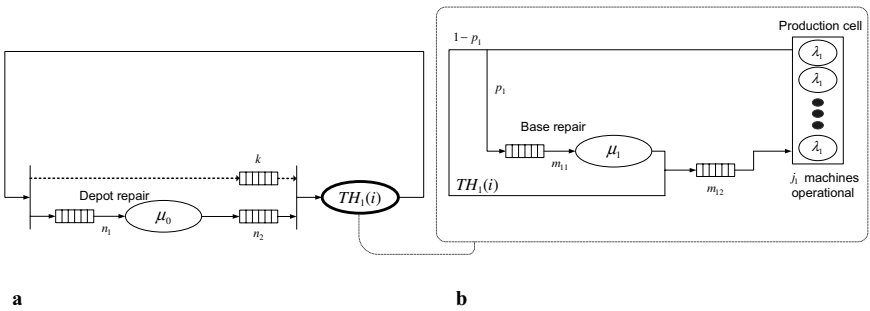 k
Depot repair
μ₀
n₁
n₂
TH₁(i)
a
Production cell
1 − p₁
λ₁
λ₁
p₁
Base repair
μ₁
λ₁
m₁₁
TH₁(i)
m₁₂
j₁ machines
operational
b